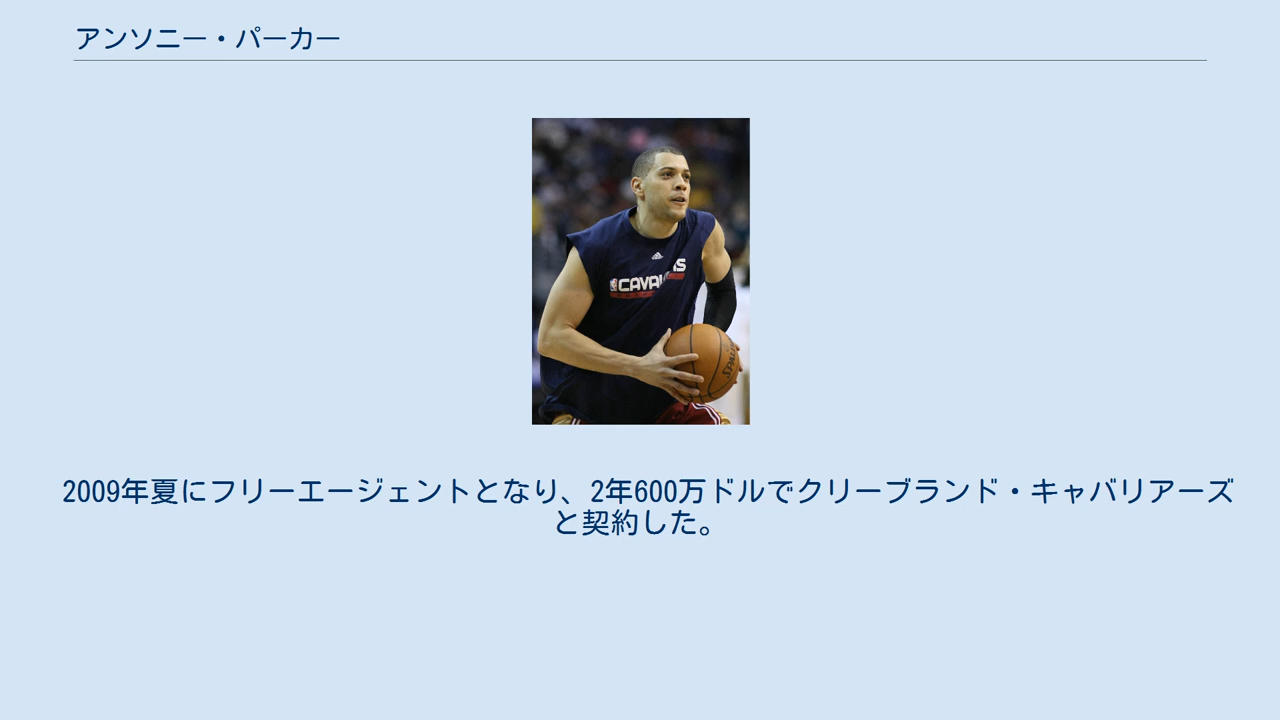 アンソニー・パーカー
2009年夏にフリーエージェントとなり、2年600万ドルでクリーブランド・キャバリアーズ
と契約した。